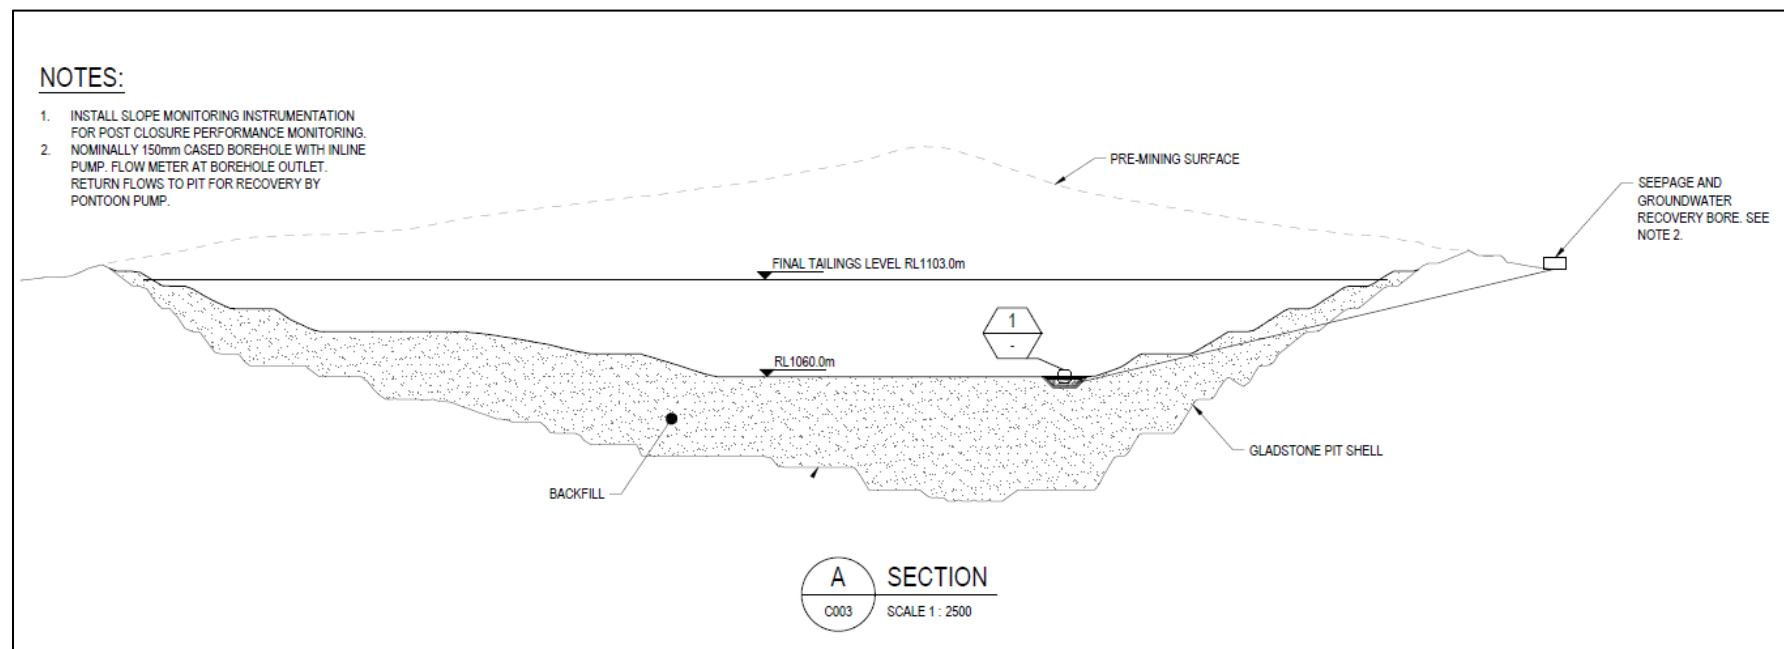 NOTES:
1. INSTALL SLOPE MONITORING INSTRUMENTATION
FOR POST CLOSURE PERFORMANCE MONITORING.
2. NOMINALLY 150mm CASED BOREHOLE WITH INLINE
PUMP. FLOW METER AT BOREHOLE OUTLET.
RETURN FLOWS TO PIT FOR RECOVERY BY
PONTOON PUMP.
PRE-MINING SURFACE
SEEPAGE AND
GROUNDWATER
RECOVERY BORE. SEE
NOTE 2.
FINAL TAILINGS LEVEL RL1103.0m
1
-
RL1060.0m
GLADSTONE PIT SHELL
BACKFILL
A SECTION
C003 SCALE 1 : 2500